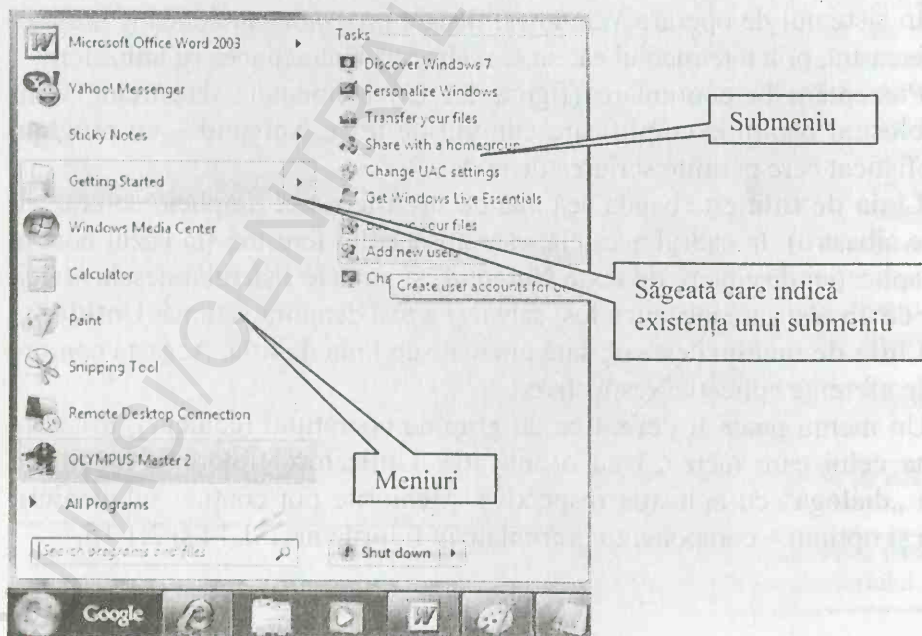 Microsoft Office Word 2003
Yahoo! Messenger
Sticky Notes
Getting Started
Windows Media Center
Calculator
Paint
Snipping Tool
Remote Desktop Connection
OLYMPUS Master 2
All Programs
Search programs and files
Tasks
Discover Windows 7
Personalize Windows
Transfer your files
Share with a homegroup
Change UAC settings
Get Windows Live Essentials
your files
Add new users
Create user accounts for
Shut down
Submeniu
Săgeată care indică
existența unui submeniu
Meniuri
Google
IASI/CENTRAL